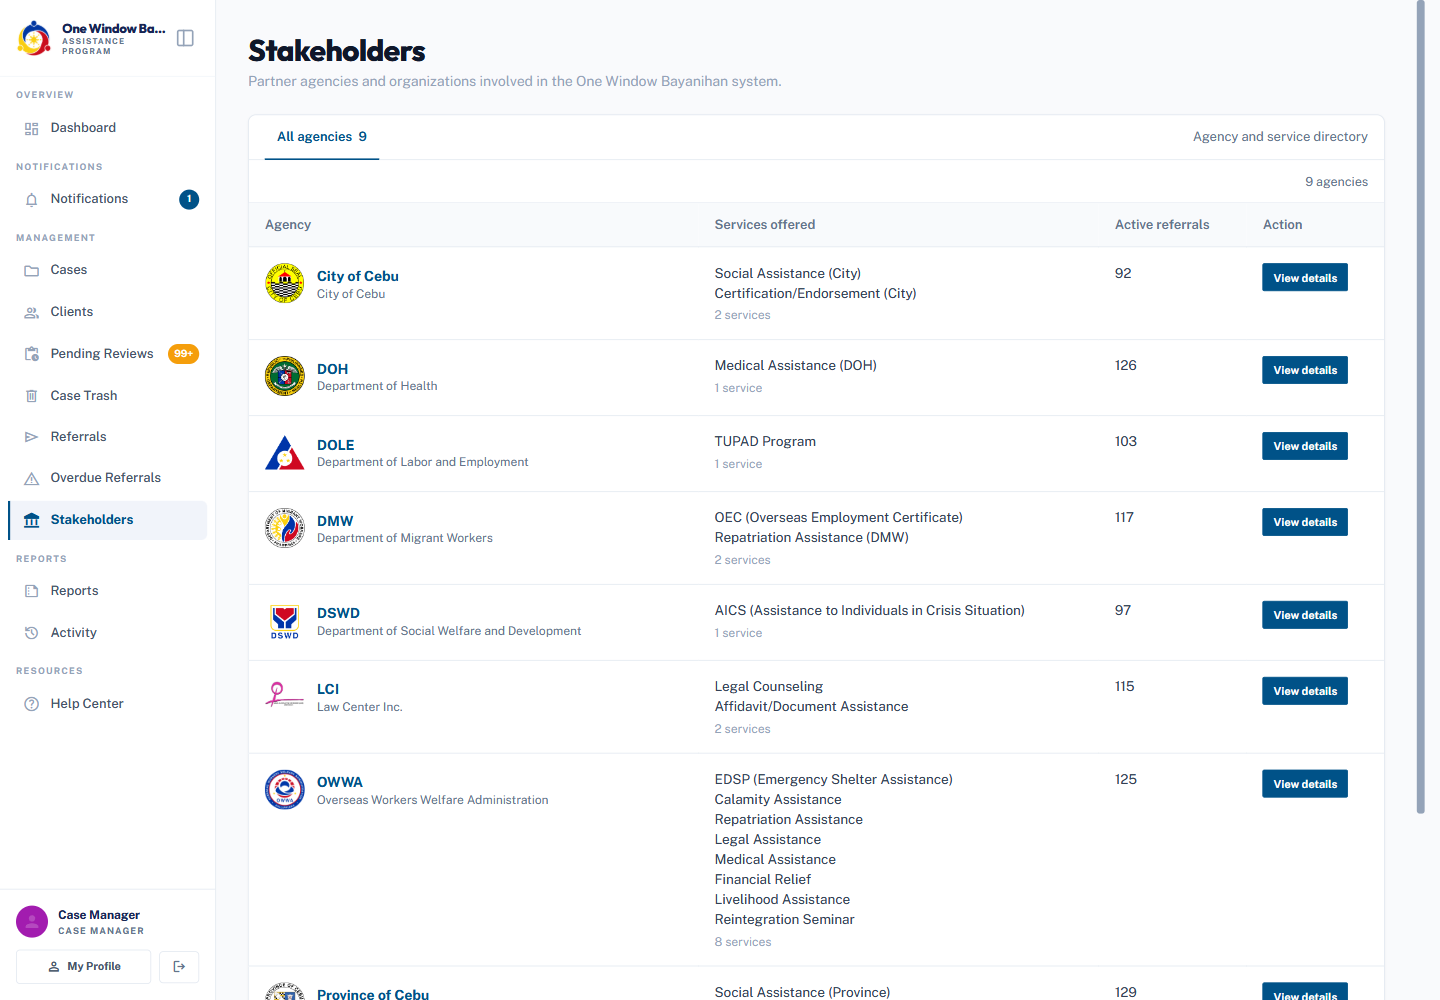 One Window Ba...
ASSISTANCE
PROGRAM
OVERVIEW
Dashboard
NOTIFICATIONS
Notifications
1
MANAGEMENT
Cases
Clients
Pending Reviews
99+
Case Trash
Referrals
Overdue Referrals
Stakeholders
REPORTS
Reports
Activity
RESOURCES
Help Center
Case Manager
CASE MANAGER
My Profile
Stakeholders
Partner agencies and organizations involved in the One Window Bayanihan system.
All agencies 9
Agency and service directory
9 agencies
Agency Services offered Active referrals Action
City of Cebu
City of Cebu
Social Assistance (City)
Certification/Endorsement (City)
2 services
92
View details
DOH
Department of Health
Medical Assistance (DOH)
1 service
126
View details
DOLE
Department of Labor and Employment
TUPAD Program
1 service
103
View details
DMW
Department of Migrant Workers
OEC (Overseas Employment Certificate)
Repatriation Assistance (DMW)
2 services
117
View details
DSWD
DSWD
Department of Social Welfare and Development
AICS (Assistance to Individuals in Crisis Situation)
1 service
97
View details
LCI
Law Center Inc.
Legal Counseling
Affidavit/Document Assistance
2 services
115
View details
OWWA
Overseas Workers Welfare Administration
EDSP (Emergency Shelter Assistance)
Calamity Assistance
Repatriation Assistance
Legal Assistance
Medical Assistance
Financial Relief
Livelihood Assistance
Reintegration Seminar
8 services
125
View details
Province of Cebu
Social Assistance (Province)
129
View details